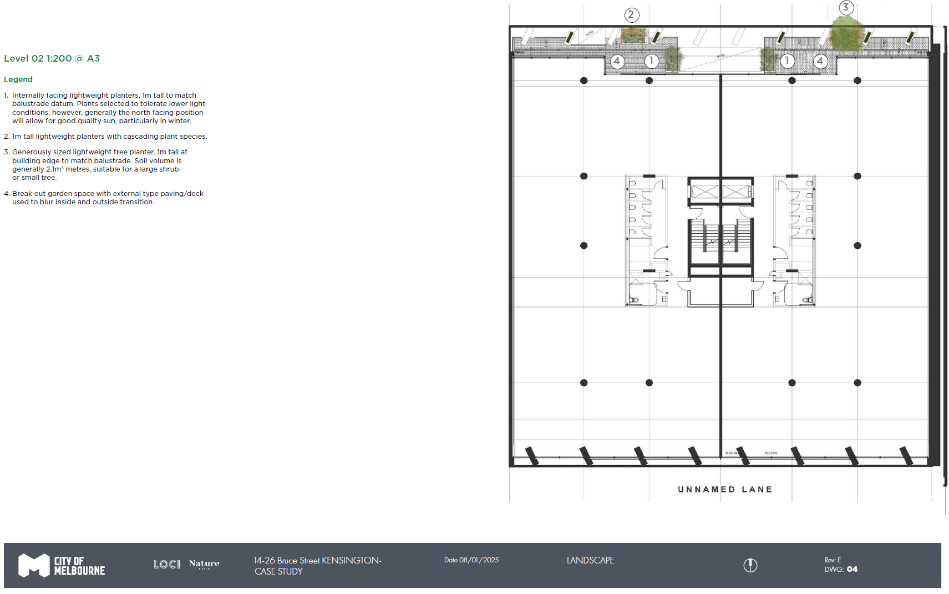 2
3
Level 02 1:200 @ A3
Legend
1. Internally facing lightweight planters, 1m tall to match
balustrade datum. Plants selected to tolerate lower light
conditions, however, generally the north facing position
will allow for good quality sun, particularly in winter.
2. 1m tall lightweight planters with cascading plant species.
3. Generously sized lightweight tree planter. 1m tall at
building edge to match balustrade. Soil volume is
generally 2.1m³ metres, suitable for a large shrub
or small tree.
4. Break out garden space with external type paving/deck
used to blur inside and outside transition.
4 1 1 4
UNNAMED LANE
CITY OF
MELBOURNE
LOCI
Nature
14-26 Bruce Street KENSINGTON-
CASE STUDY
Date 08/01/2025
LANDSCAPE
Rev: E
DWG: 04